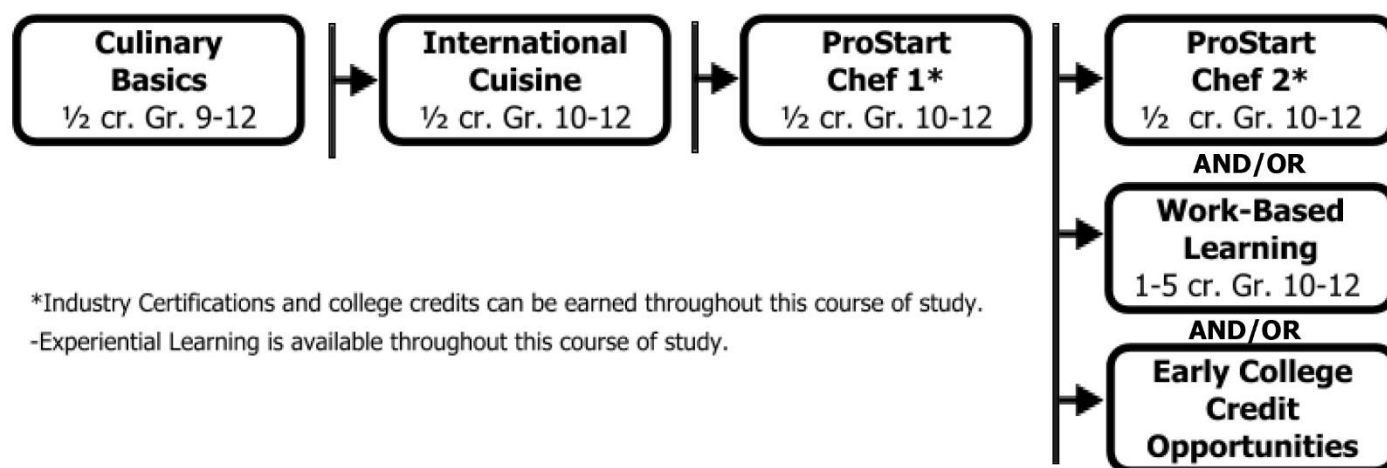 Culinary
Basics
½ cr. Gr. 9-12
International
Cuisine
½ cr. Gr. 10-12
ProStart
Chef 1*
½ cr. Gr. 10-12
ProStart
Chef 2*
½ cr. Gr. 10-12
AND/OR
Work-Based
Learning
1-5 cr. Gr. 10-12
AND/OR
Early College
Credit
Opportunities
*Industry Certifications and college credits can be earned throughout this course of study.
-Experiential Learning is available throughout this course of study.